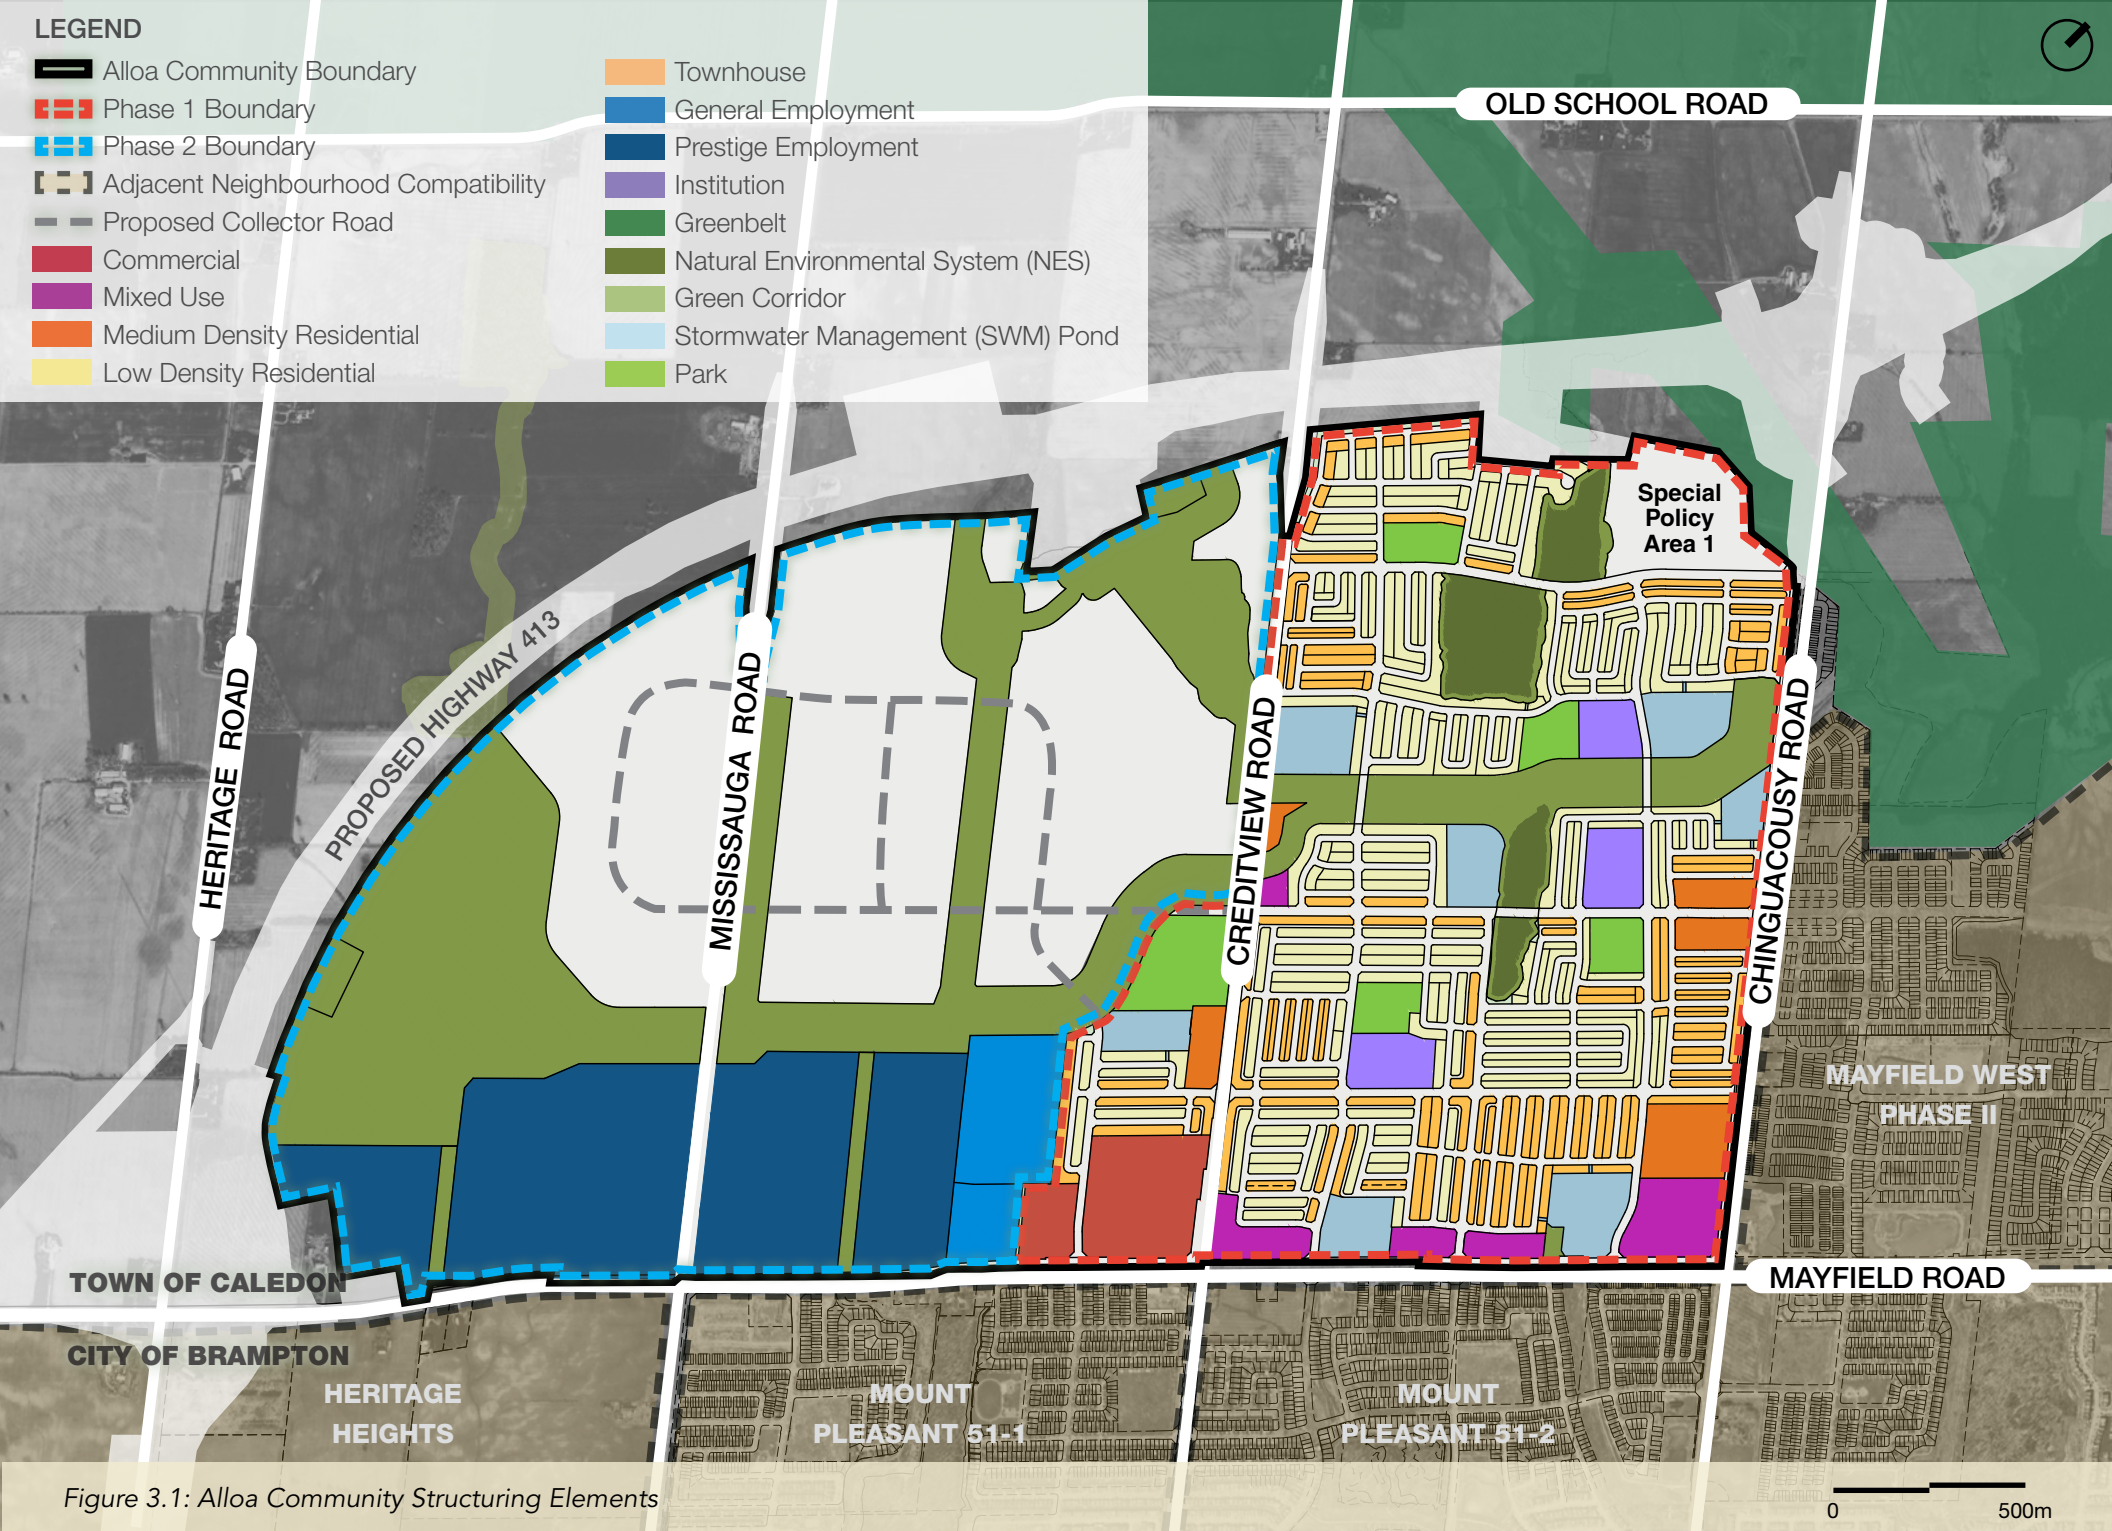 LEGEND
Alloa Community Boundary
Phase 1 Boundary
Phase 2 Boundary
Adjacent Neighbourhood Compatibility
Proposed Collector Road
Commercial
Mixed Use
Medium Density Residential
Low Density Residential
Townhouse
General Employment
Prestige Employment
Institution
Greenbelt
Natural Environmental System (NES)
Green Corridor
Stormwater Management (SWM) Pond
Park
OLD SCHOOL ROAD
Special
Policy
Area 1
PROPOSED HIGHWAY 413
HERITAGE ROAD
MISSISSAUGA ROAD
CREDITVIEW ROAD
CHINGUACOUSY ROAD
MAYFIELD WEST
PHASE II
MAYFIELD ROAD
TOWN OF CALEDON
CITY OF BRAMPTON
HERITAGE
HEIGHTS
MOUNT
PLEASANT 51-1
MOUNT
PLEASANT 51-2
Figure 3.1: Alloa Community Structuring Elements
0 500m